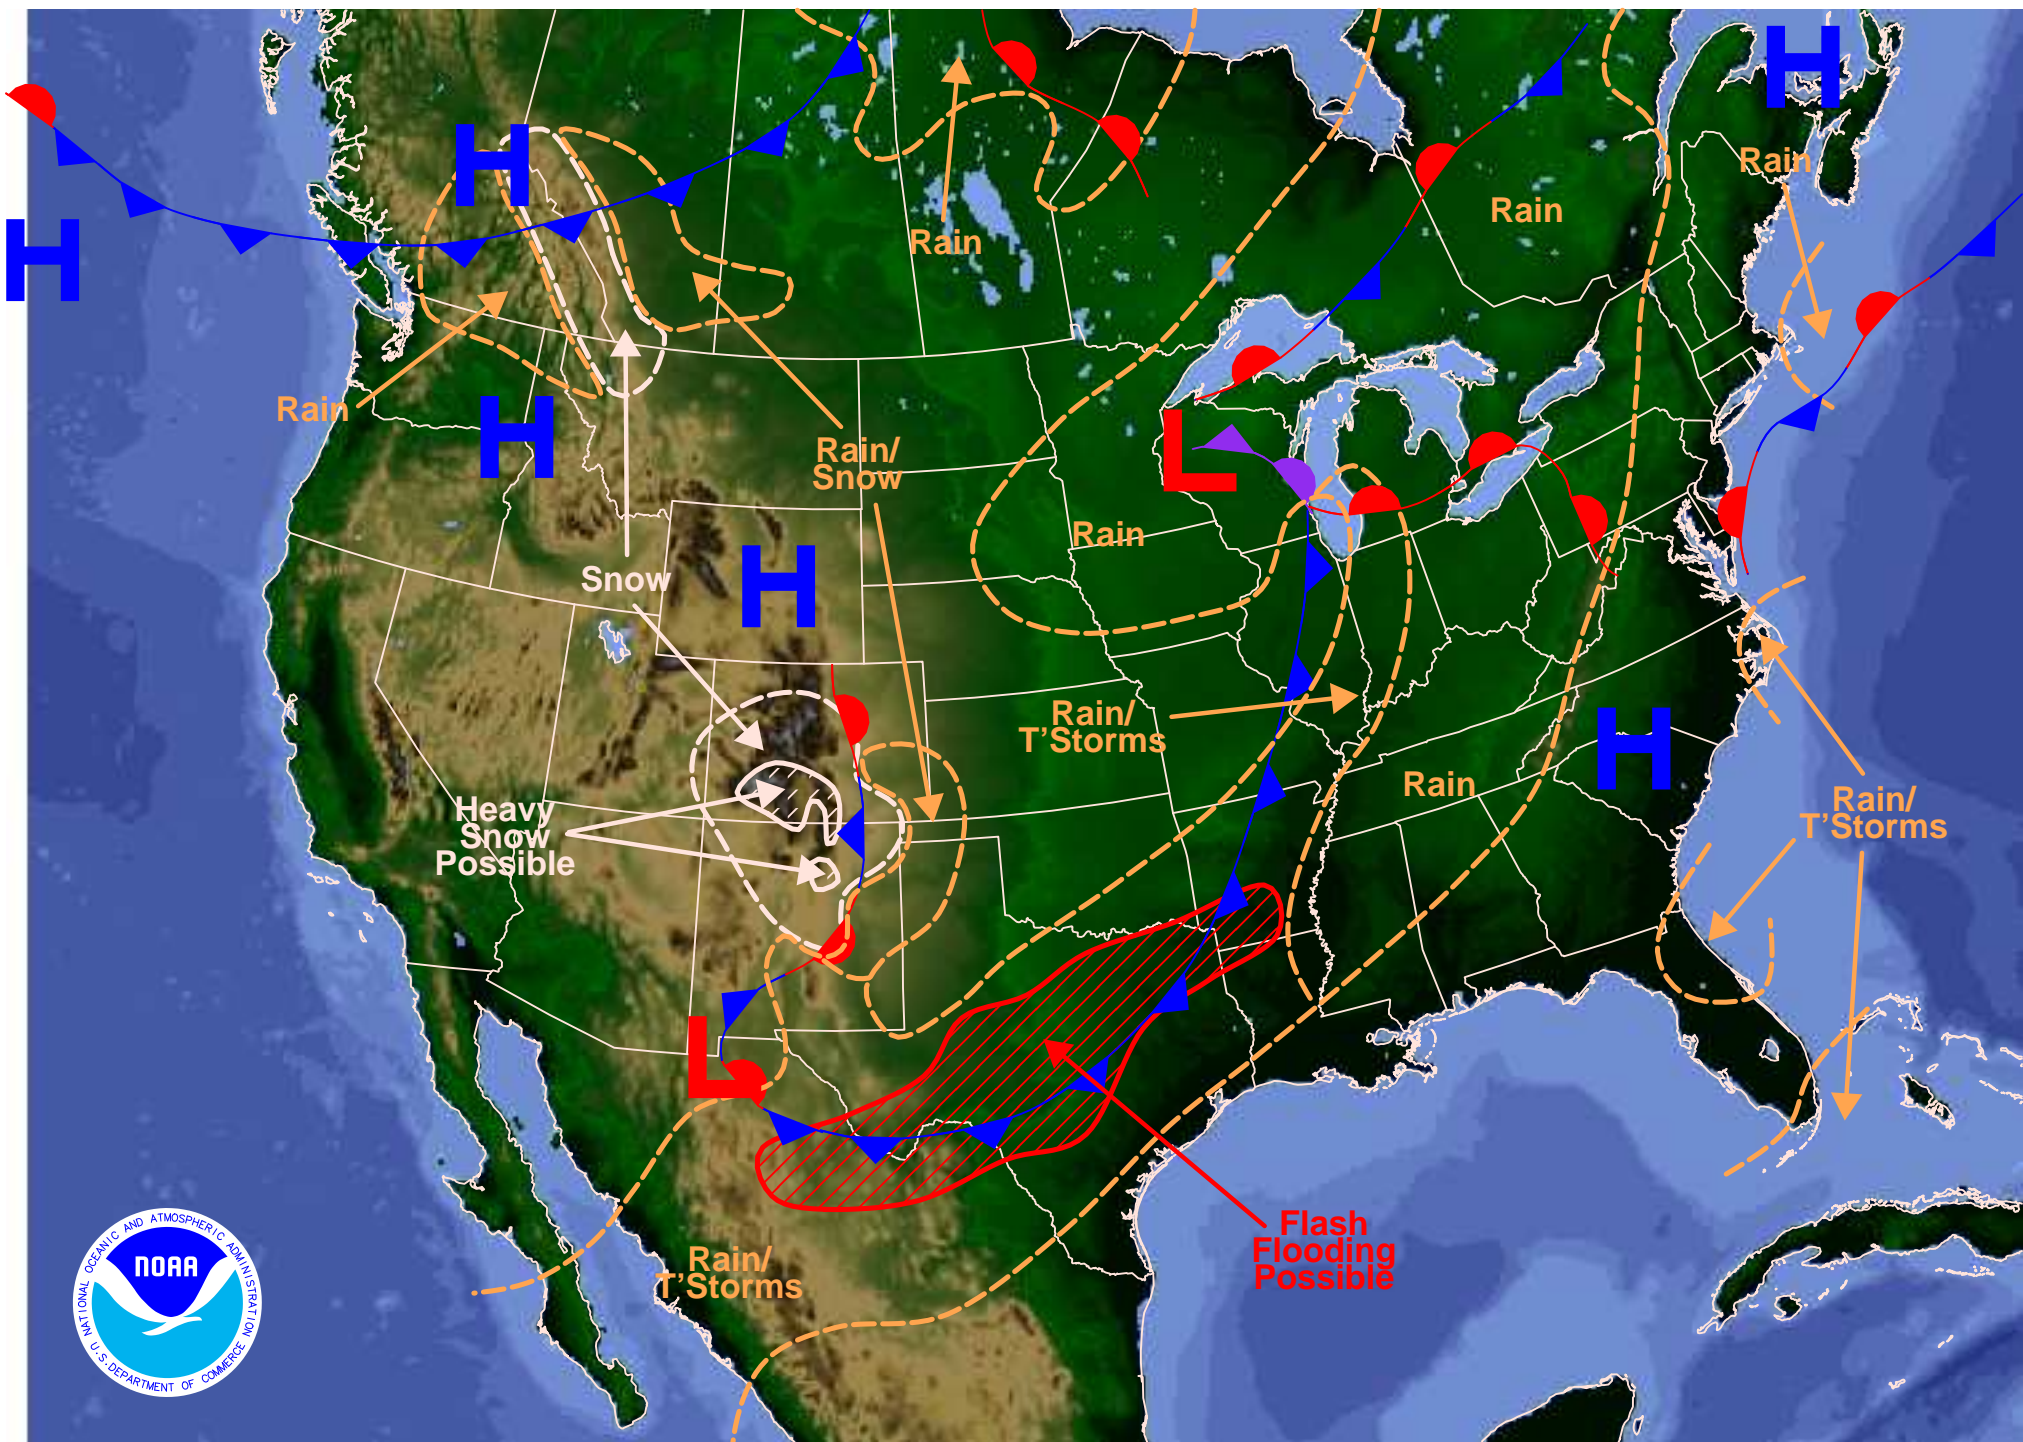 H
H
Rain
H
Rain
Rain
H
Rain
H
L
Rain/
Snow
Rain
Snow
H
Rain/
T'Storms
H
Rain
Heavy
Snow
Possible
Rain/
T'Storms
L
Flash
Flooding
Possible
Rain/
T'Storms
NATIONAL OCEANIC AND ATMOSPHERIC ADMINISTRATION
NOAA
U.S. DEPARTMENT OF COMMERCE